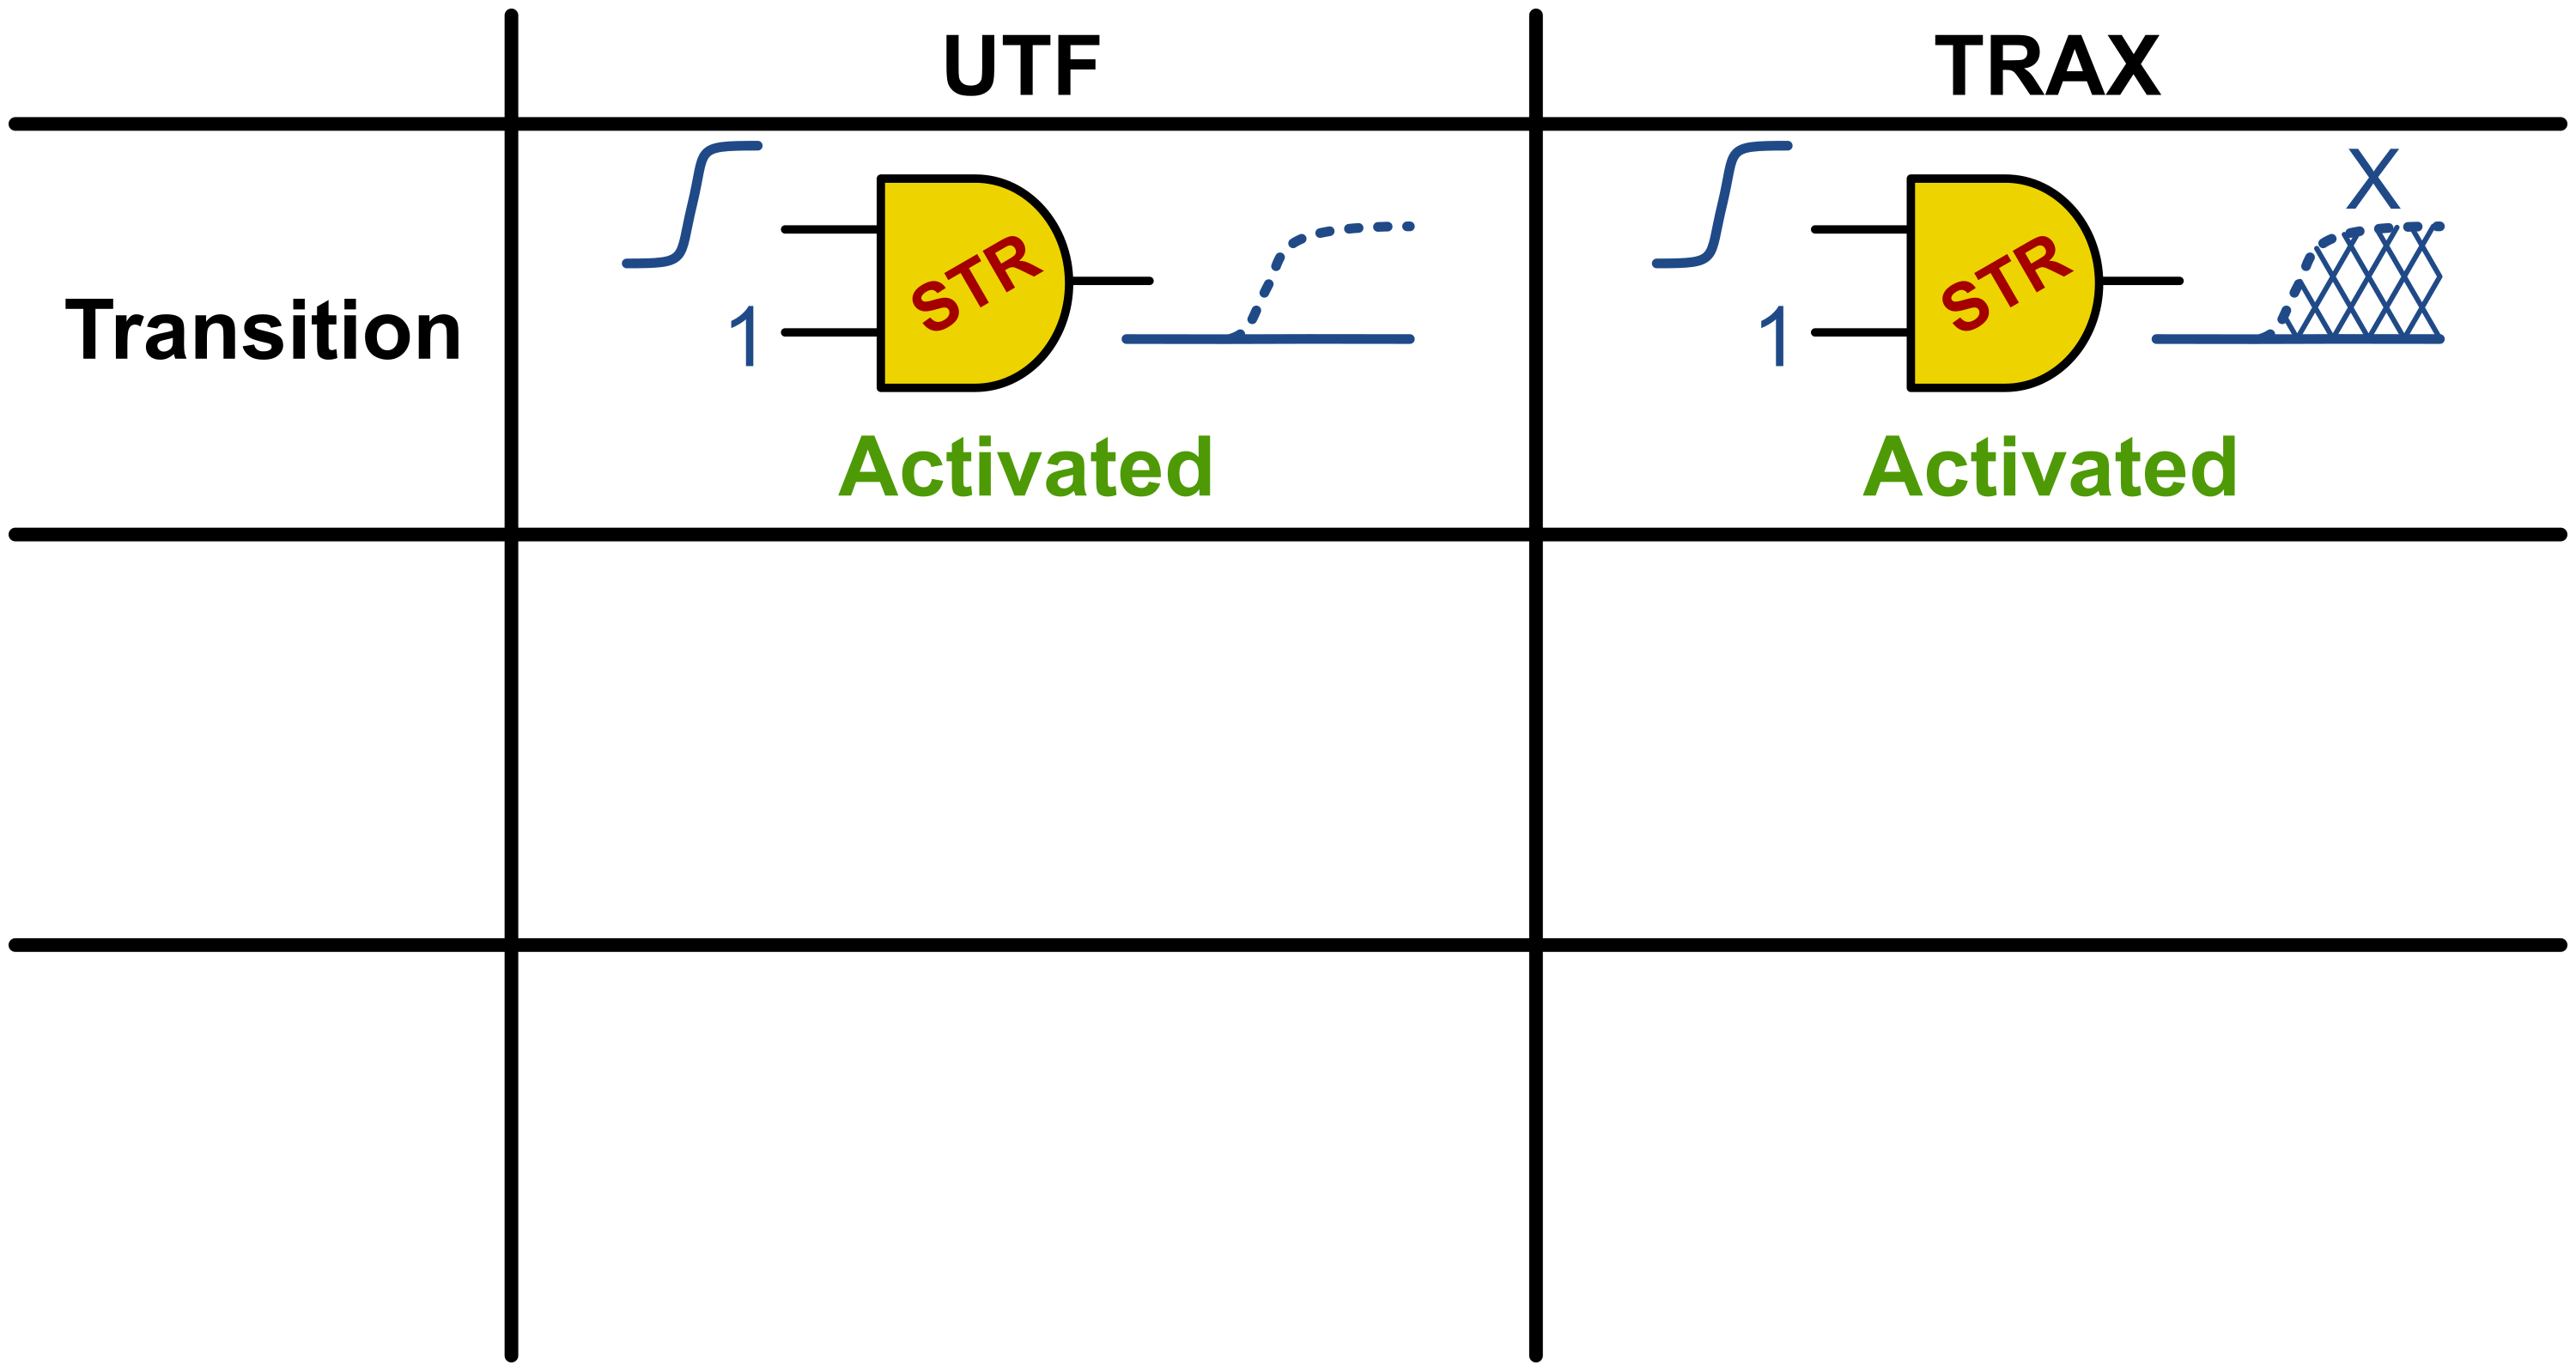 UTF TRAX
X
STR STR
Transition 1 1
Activated Activated